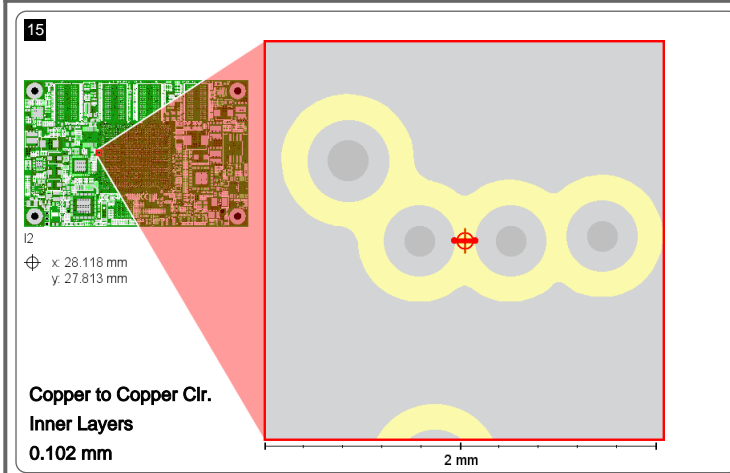 15
I2
x: 28.118 mm
y: 27.813 mm
Copper to Copper Clr.
Inner Layers
0.102 mm
2 mm